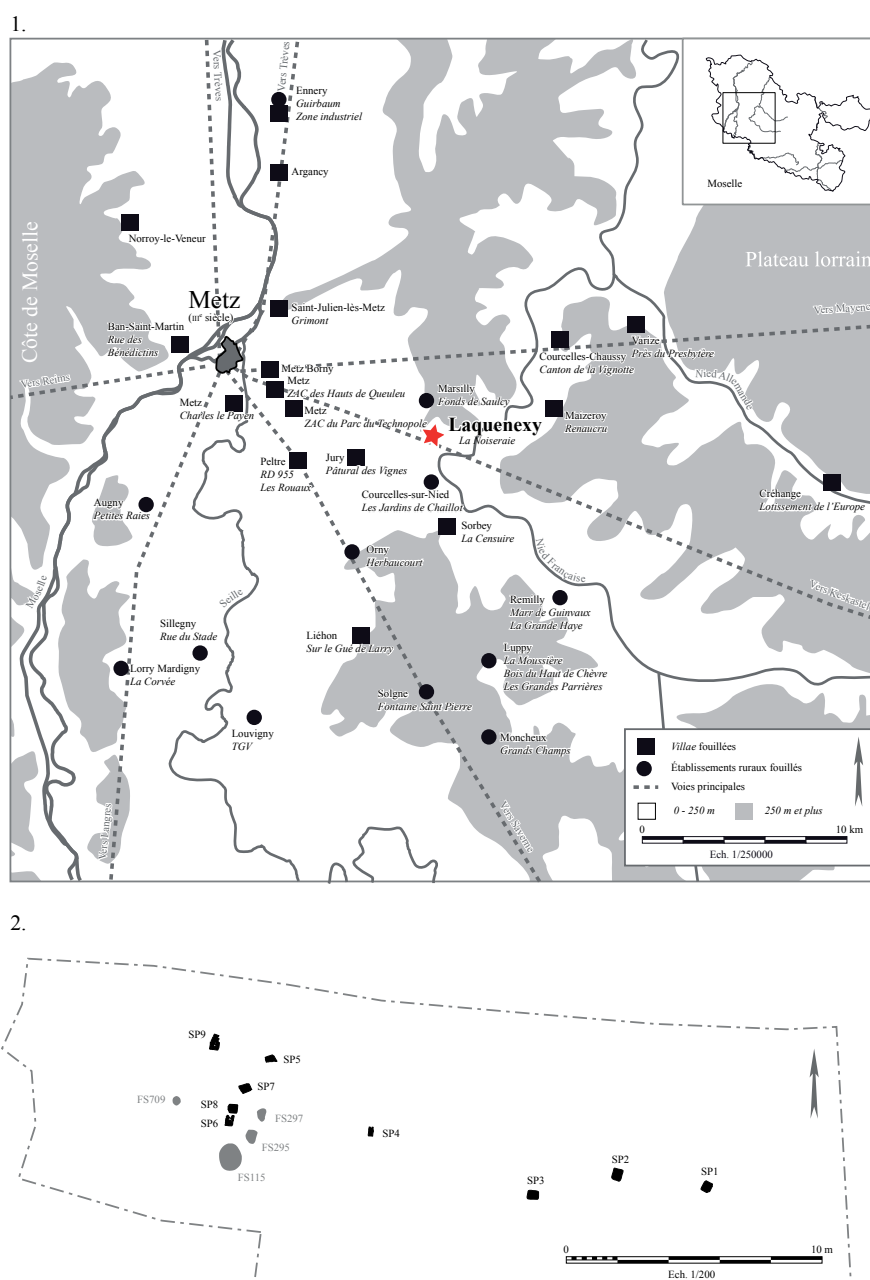 1.
Vers Trèves
Vers Trèves
Ennery
Guirbaum
Zone industriel
Argancy
Moselle
Côte de Moselle
Norroy-le-Veneur
Plateau lorrain
Metz
(IIIe siècle)
Saint-Julien-lès-Metz
Grimont
Vers Mayence
Ban-Saint-Martin
Rue des
Bénédictins
Varize
Près du Presbytère
Courcelles-Chaussy
Canton de la Vignotte
Vers Reims
Metz Borny
Metz
ZAC des Hauts de Queuleu
Nied Allemande
Marsilly
Fonds de Saulcy
Metz
Charles le Payen
Metz
ZAC du Parc du Technopole
Maizeroy
Renaucru
Laquenexy
La Noiseraie
Peltre
RD 955
Les Rouaux
Jury
Pâtural des Vignes
Courcelles-sur-Nied
Les Jardins de Chaillot
Créhange
Lotissement de l'Europe
Augny
Petites Raies
Sorbey
La Censuire
Orny
Herbaucourt
Nied Française
Moselle
Seille
Remilly
Marr de Guinvaux
La Grande Haye
Vers Keskastel
Sillegny
Rue du Stade
Liéhon
Sur le Gué de Larry
Luppy
La Moussière
Bois du Haut de Chèvre
Les Grandes Parrières
Lorry Mardigny
La Corvée
Solgne
Fontaine Saint Pierre
Louvigny
TGV
Moncheux
Grands Champs
Vers Langres
Vers Saverne
Villae fouillées
Établissements ruraux fouillés
Voies principales
0 - 250 m
250 m et plus
0
10 km
Ech. 1/250000
2.
SP9
SP5
SP7
FS709
SP8
FS297
SP6
SP4
FS295
FS115
SP2
SP1
SP3
0
10 m
Ech. 1/200